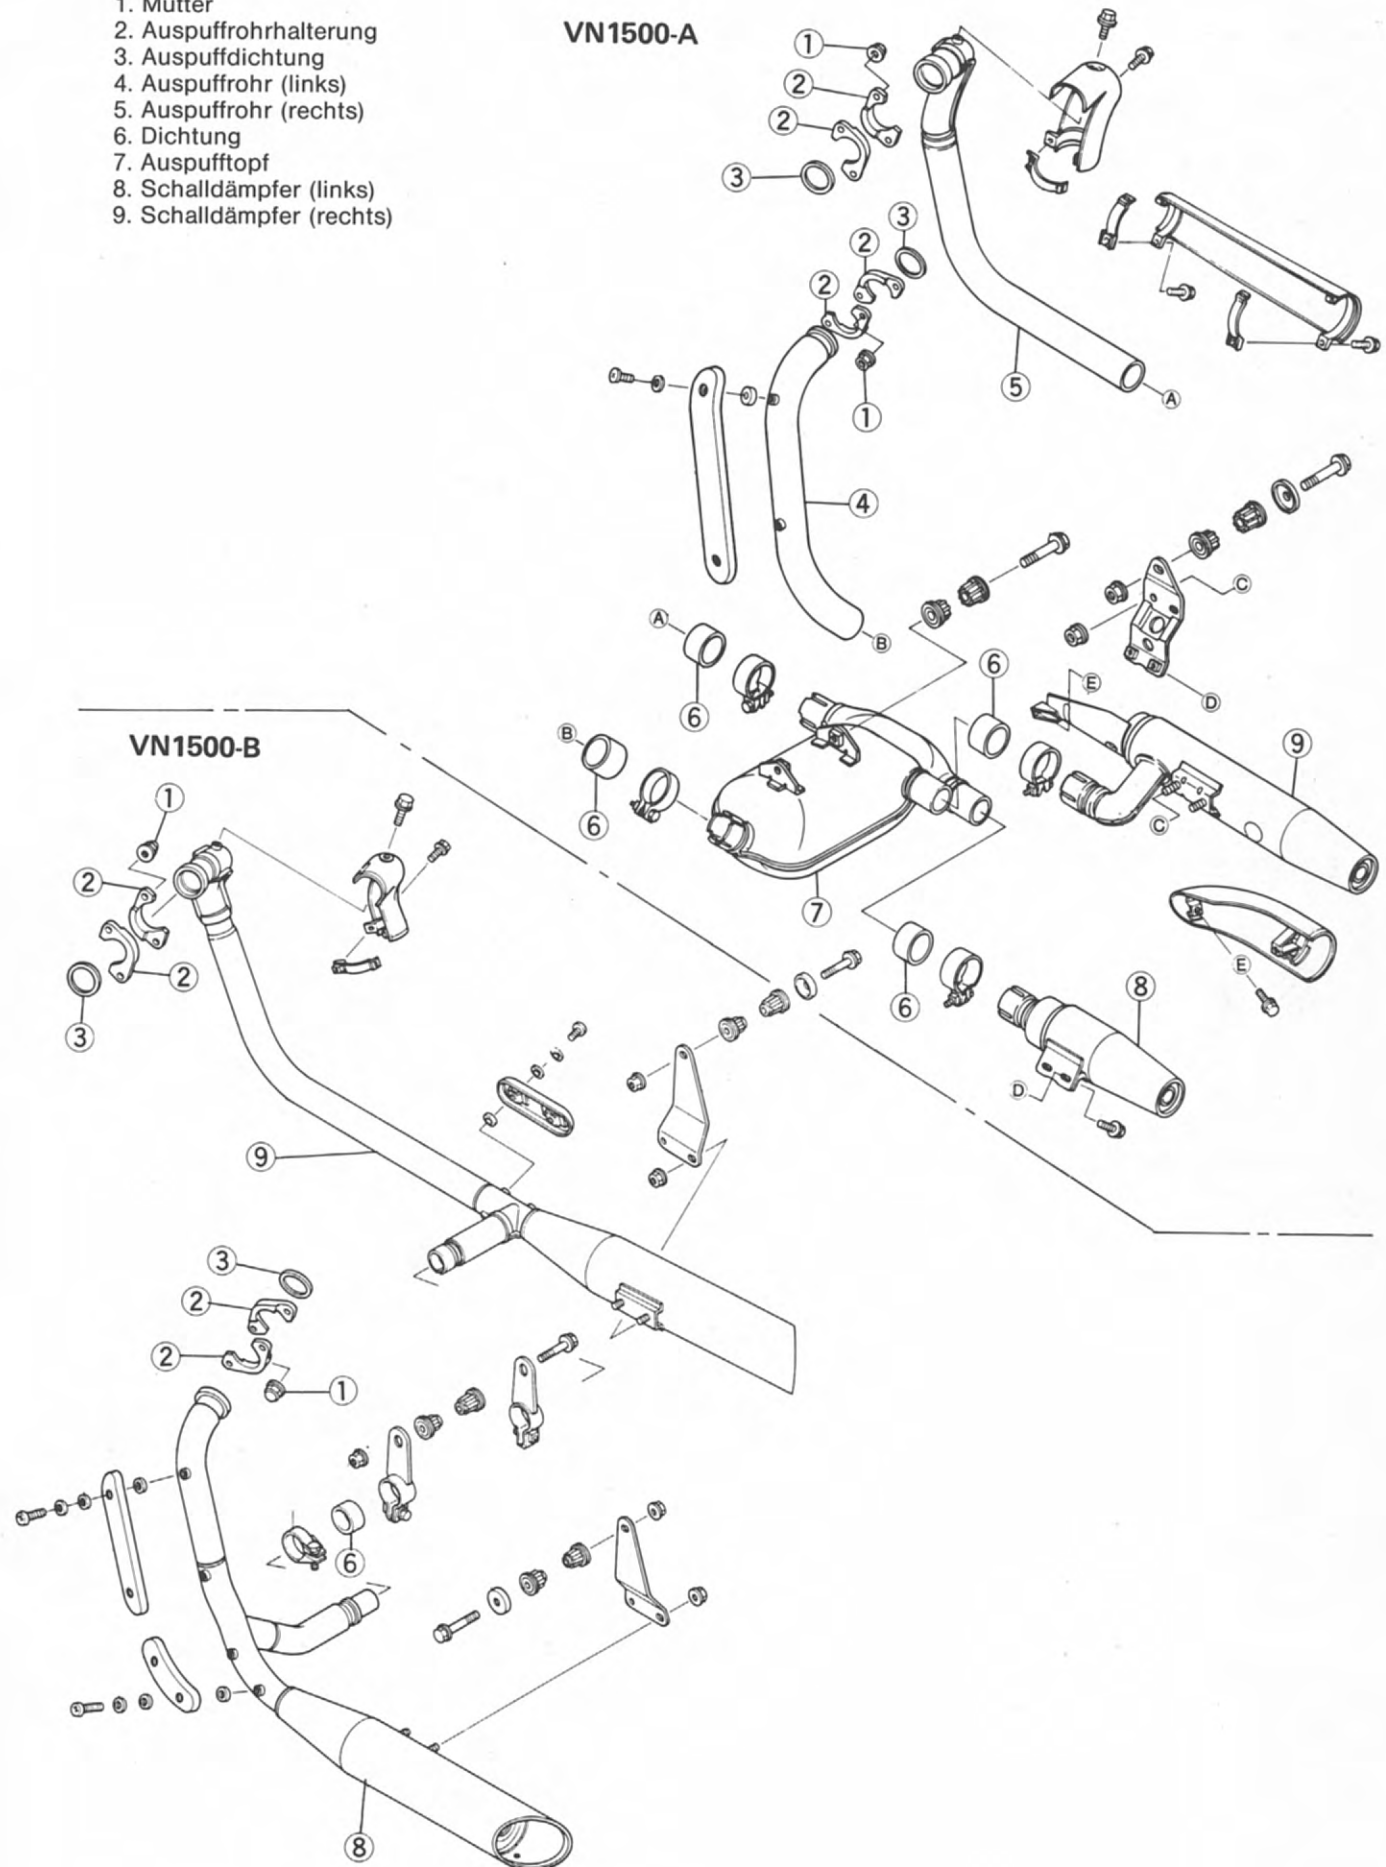 1. Mutter
2. Auspuffrohrhalterung
3. Auspuffdichtung
4. Auspuffrohr (links)
5. Auspuffrohr (rechts)
6. Dichtung
7. Auspufftopf
8. Schalldämpfer (links)
9. Schalldämpfer (rechts)
VN1500-A
1
2
2
3
3
2
2
1
5
A
4
B
A
6
6
C
D
E
9
B
6
7
C
6
E
8
D
VN1500-B
1
2
2
3
9
3
2
2
1
6
8